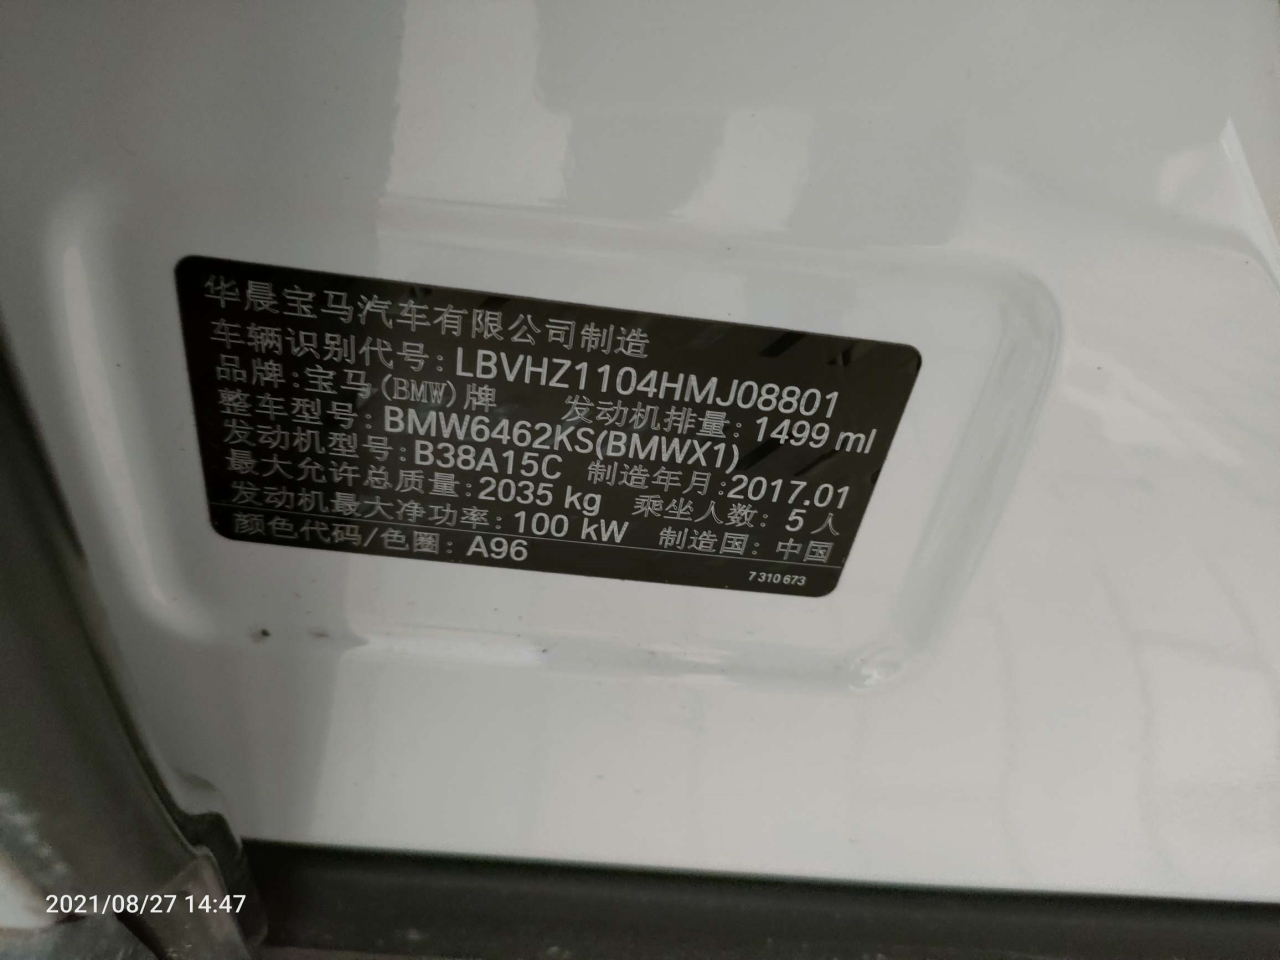 华晨宝马汽车有限公司制造
车辆识别代号: LBVHZ1104HMJ08801
品牌:宝马(BMW)牌 发动机排量: 1499 ml
整车型号: BMW6462KS(BMWX1)
发动机型号: B38A15C 制造年月:2017.01
最大允许总质量:2035 kg 乘坐人数: 5 人
发动机最大净功率: 100 kW 制造国: 中国
颜色代码/色圈: A96
7 310 673
2021/08/27 14:47